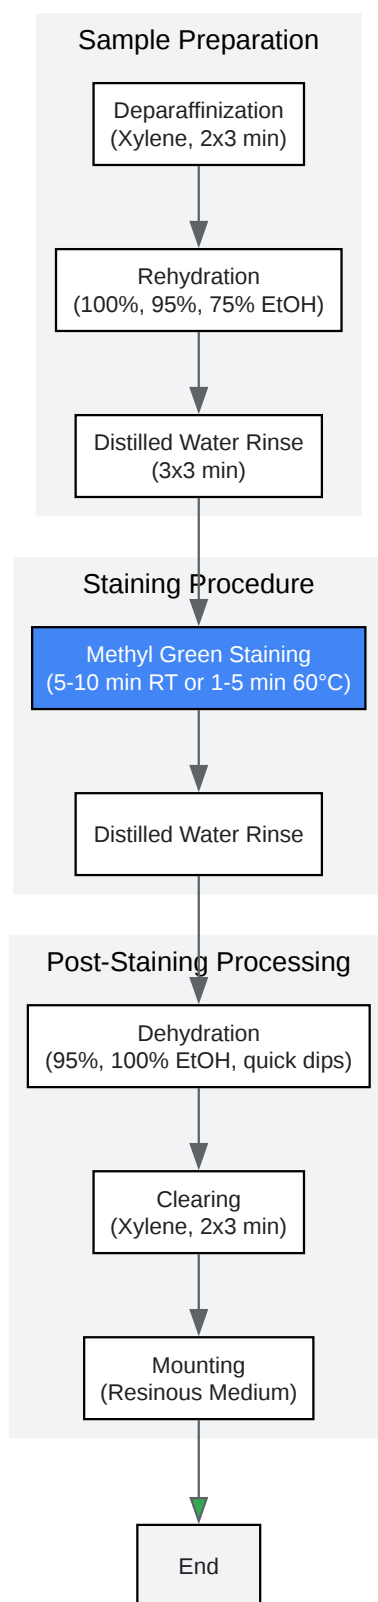 Sample Preparation
Deparaffinization
(Xylene, 2x3 min)
Rehydration
(100%, 95%, 75% EtOH)
Distilled Water Rinse
(3x3 min)
Staining Procedure
Methyl Green Staining
(5-10 min RT or 1-5 min 60°C)
Distilled Water Rinse
Post-Staining Processing
Dehydration
(95%, 100% EtOH, quick dips)
Clearing
(Xylene, 2x3 min)
Mounting
(Resinous Medium)
End